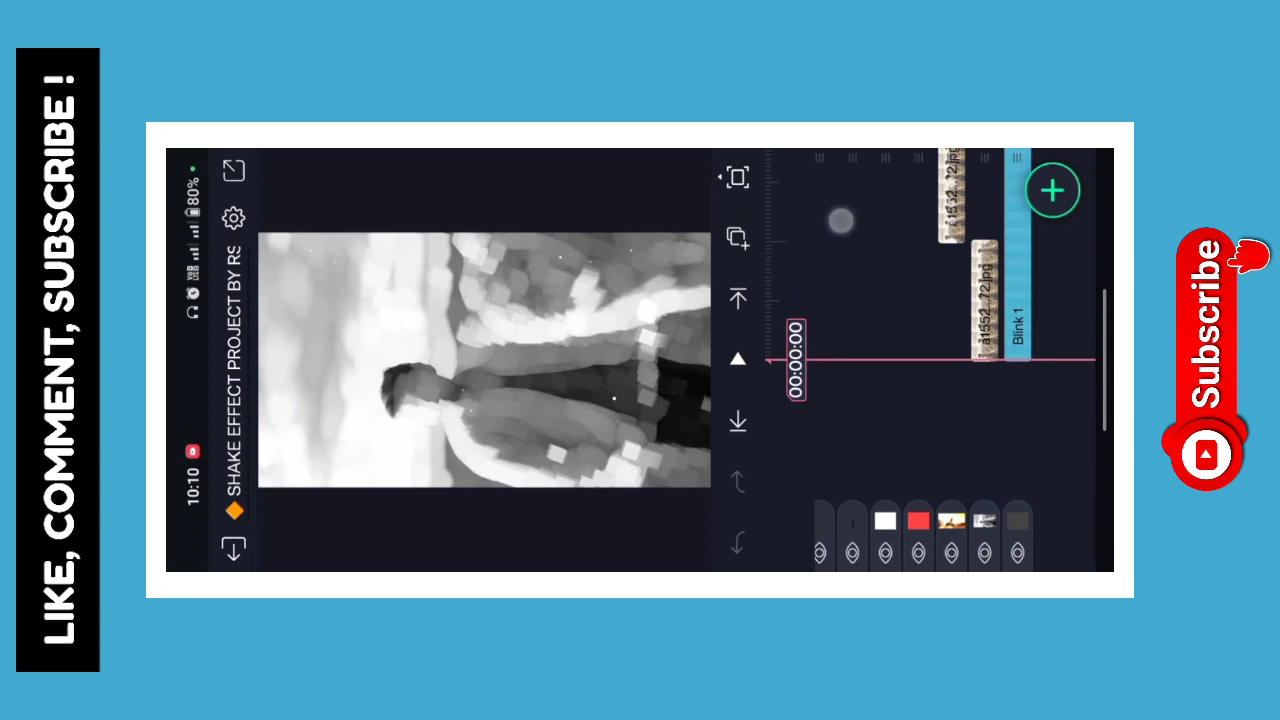 LIKE, COMMENT, SUBSCRIBE !
10:10
80%
SHAKE EFFECT PROJECT BY RS
00:00:00
a1552...72.jpg
a1552...72.jpg
Blink 1
Subscribe